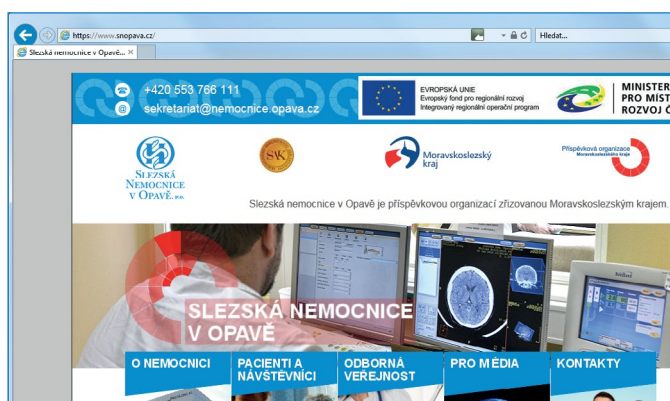 https://www.snopava.cz/
Hledat...
Slezská nemocnice v Opavě...
+420 553 766 111
sekretariat@nemocnice.opava.cz
EVROPSKÁ UNIE
Evropský fond pro regionální rozvoj
Integrovaný regionální operační program
MINISTER
PRO MÍST
ROZVOJ Č
SLEZSKÁ
NEMOCNICE
V OPAVĚ, P.O.
SAK
Moravskoslezský
kraj
Příspěvková organizace
Moravskoslezského kraje
Slezská nemocnice v Opavě je příspěvkovou organizací zřizovanou Moravskoslezským krajem.
SLEZSKÁ NEMOCNICE
V OPAVĚ
O NEMOCNICI
PACIENTI A
NÁVŠTĚVNÍCI
ODBORNÁ
VEŘEJNOST
PRO MÉDIA
KONTAKTY